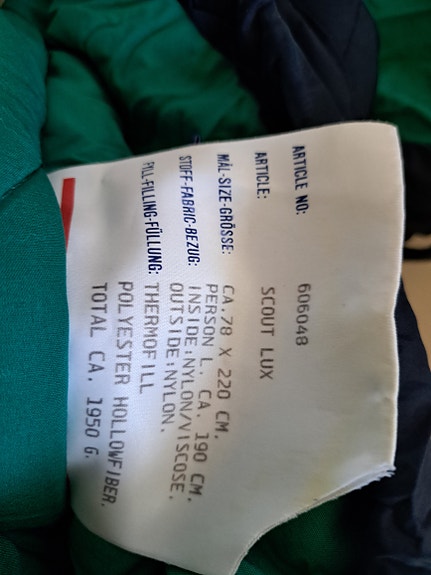 ARTICLE NO: 606048
ARTICLE: SCOUT LUX
MÅL-SIZE-GRÖSSE: CA.78 X 220 CM.
PERSON L. CA. 190 CM.
STOFF-FABRIC-BEZUG: INSIDE:NYLON/VISCOSE.
OUTSIDE:NYLON.
FILL-FILLING-FÜLLUNG: THERMOFILL
POLYESTER HOLLOWFIBER.
TOTAL CA. 1950 G.